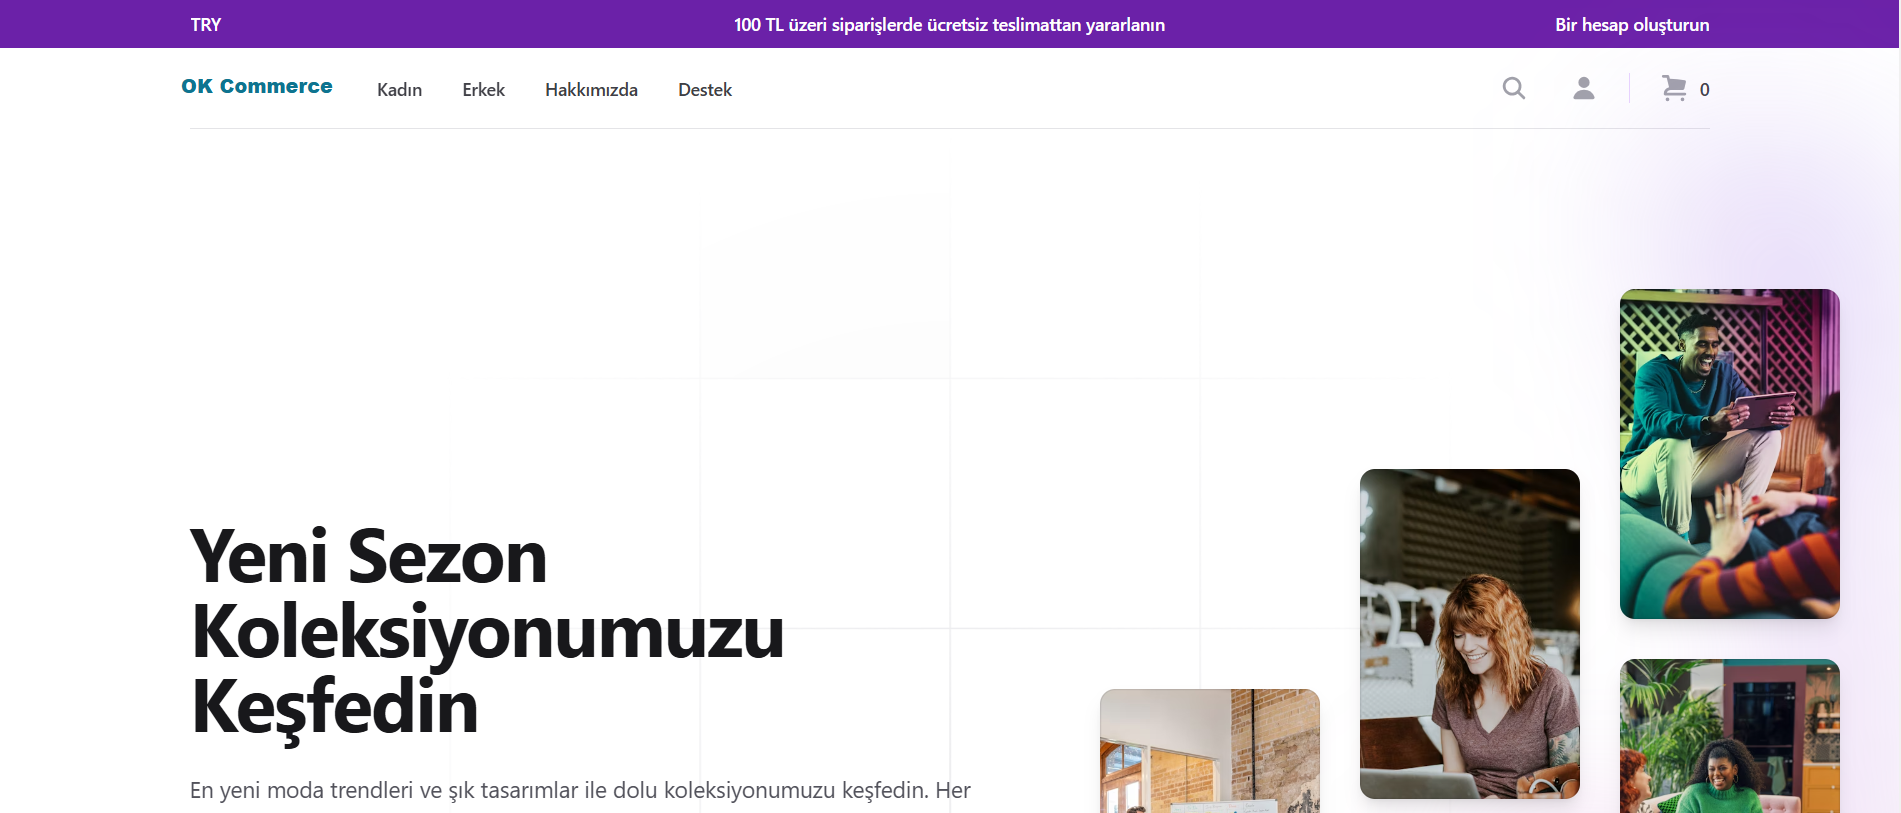 TRY
100 TL üzeri siparişlerde ücretsiz teslimattan yararlanın
Bir hesap oluşturun
OK Commerce
Kadın
Erkek
Hakkımızda
Destek
0
Yeni Sezon
Koleksiyonumuzu
Keşfedin
En yeni moda trendleri ve şık tasarımlar ile dolu koleksiyonumuzu keşfedin. Her